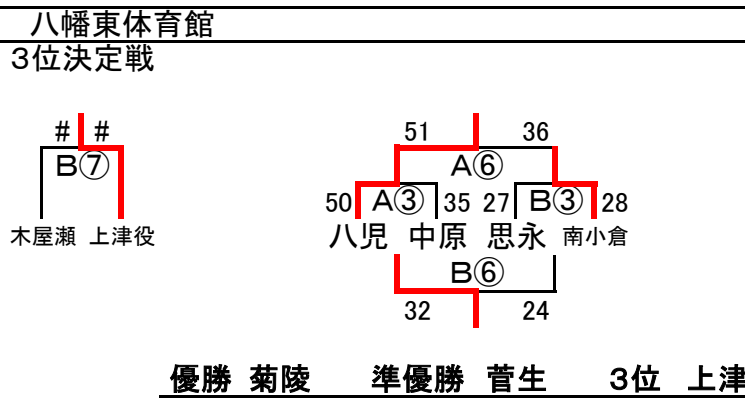 八幡東体育館
3位決定戦
# # 51 36
B⑦ A⑥
50 A③ 35 27 B③ 28
木屋瀬 上津役 八児 中原 思永 南小倉
B⑥
32 24
優勝 菊陵 準優勝 菅生 3位 上津